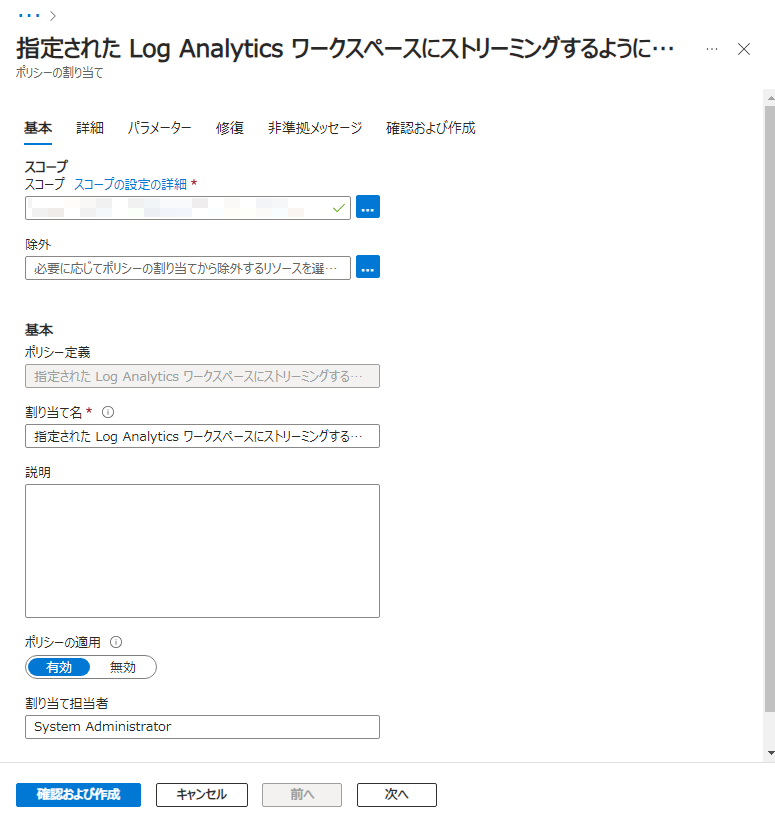 ··· >
指定された Log Analytics ワークスペースにストリーミングするように… ···
ポリシーの割り当て
基本 詳細 パラメーター 修復 非準拠メッセージ 確認および作成
スコープ
スコープ スコープの設定の詳細 *
...
除外
必要に応じてポリシーの割り当てから除外するリソースを選… ...
基本
ポリシー定義
指定された Log Analytics ワークスペースにストリーミングする…
割り当て名 *
指定された Log Analytics ワークスペースにストリーミングする…
説明
ポリシーの適用
有効 無効
割り当て担当者
System Administrator
確認および作成 キャンセル 前へ 次へ